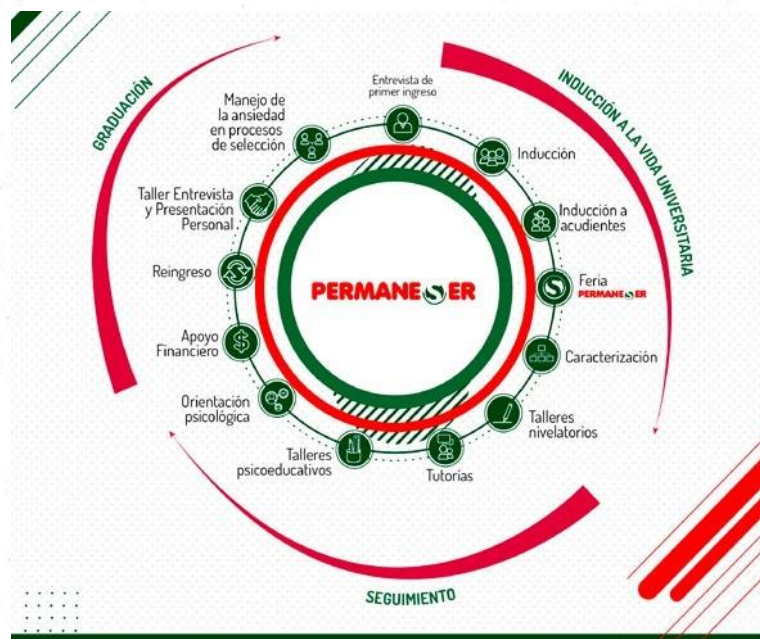 GRADUACIÓN
INDUCCIÓN A LA VIDA UNIVERSITARIA
Entrevista de
primer ingreso
Inducción
Inducción a
acudientes
Feria
PERMANESER
Caracterización
Talleres
nivelatorios
Tutorias
Talleres
psicoeducativos
Orientación
psicológica
Apoyo
Financiero
Reingreso
Taller Entrevista
y Presentación
Personal
Manejo de
la ansiedad
en procesos
de selección
PERMANESER
SEGUIMIENTO